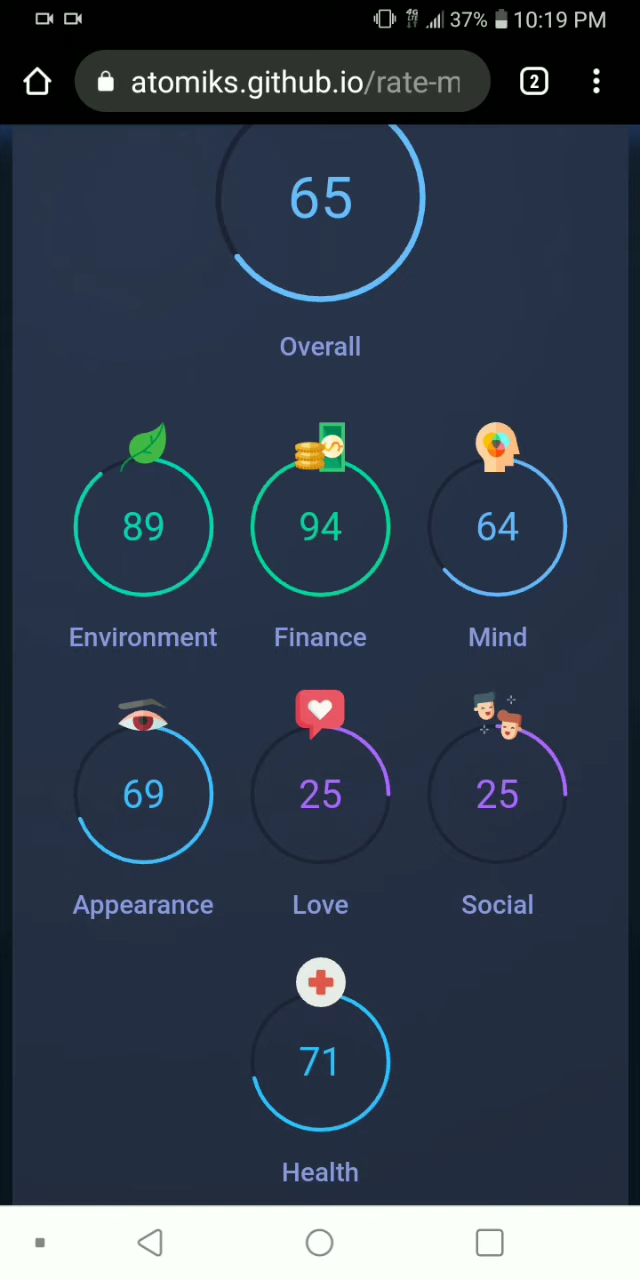 37% 10:19 PM
atomiks.github.io/rate-m
2
65
Overall
89 94 64
Environment Finance Mind
69 25 25
Appearance Love Social
71
Health